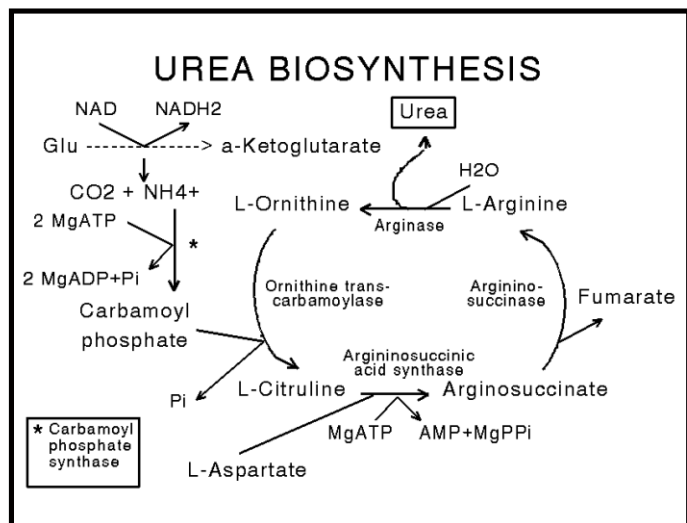 UREA BIOSYNTHESIS
NAD NADH2
Glu ----------------> a-Ketoglutarate
Urea
CO2 + NH4+
H2O
2 MgATP
*
L-Ornithine
L-Arginine
Arginase
2 MgADP+Pi
Carbamoyl
phosphate
Ornithine trans-
carbamoylase
Arginino-
succinase
Fumarate
Pi
Argininosuccinic
acid synthase
L-Citruline
Arginosuccinate
MgATP
AMP+MgPPi
L-Aspartate
* Carbamoyl
phosphate
synthase